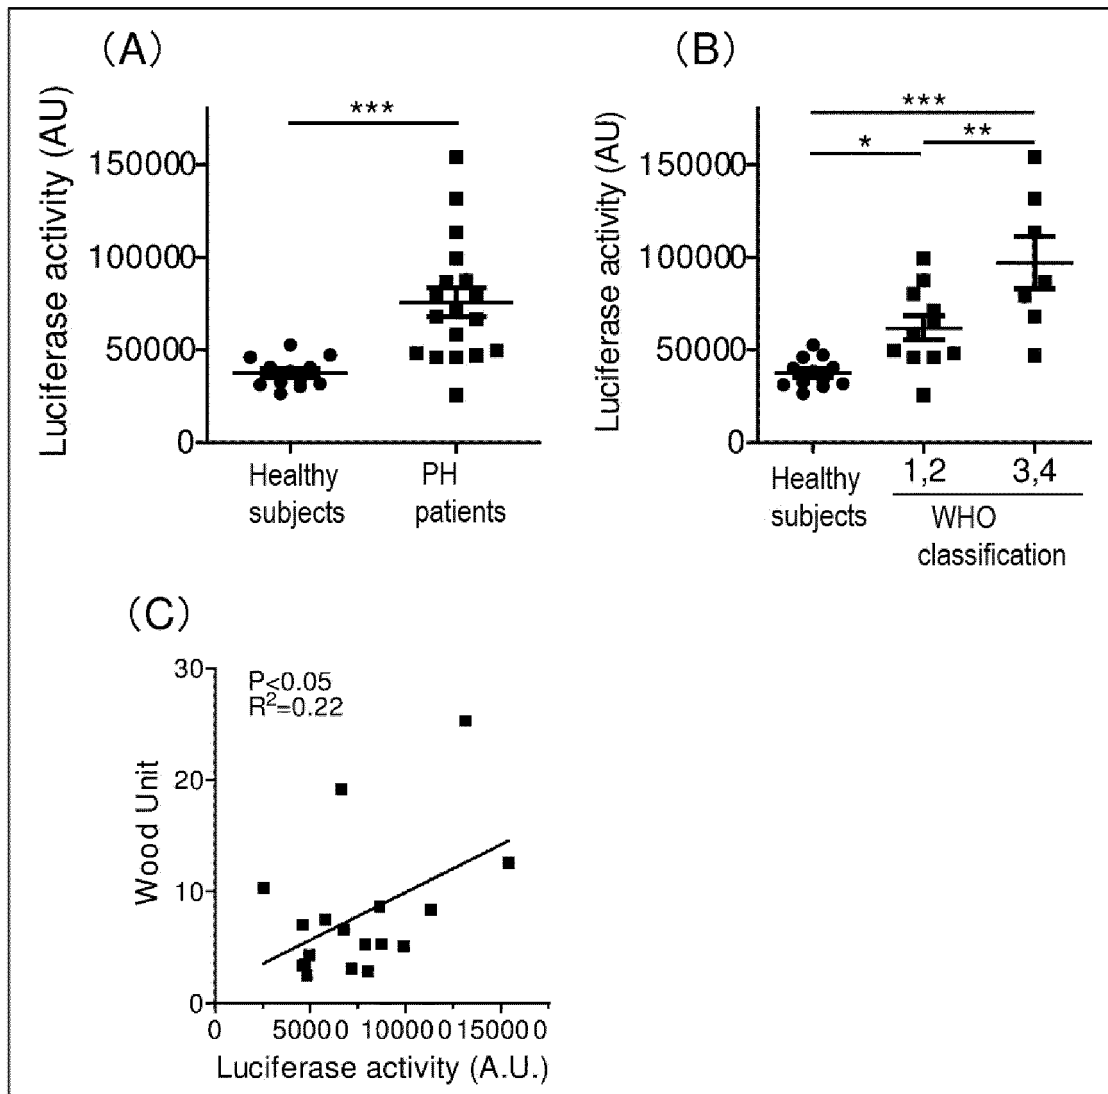 (A)
Luciferase activity (AU)
150000
100000
50000
0
***
Healthy
subjects
PH
patients
(B)
Luciferase activity (AU)
150000
100000
50000
0
***
*
**
Healthy
subjects
1,2
3,4
WHO
classification
(C)
Wood Unit
30
20
10
0
P<0.05
R²=0.22
0
50000
100000
150000
Luciferase activity (A.U.)